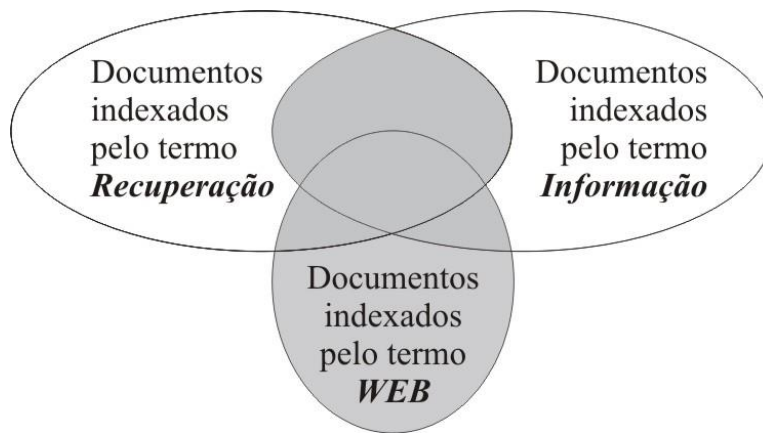 Documentos
indexados
pelo termo
Recuperação
Documentos
indexados
pelo termo
Informação
Documentos
indexados
pelo termo
WEB